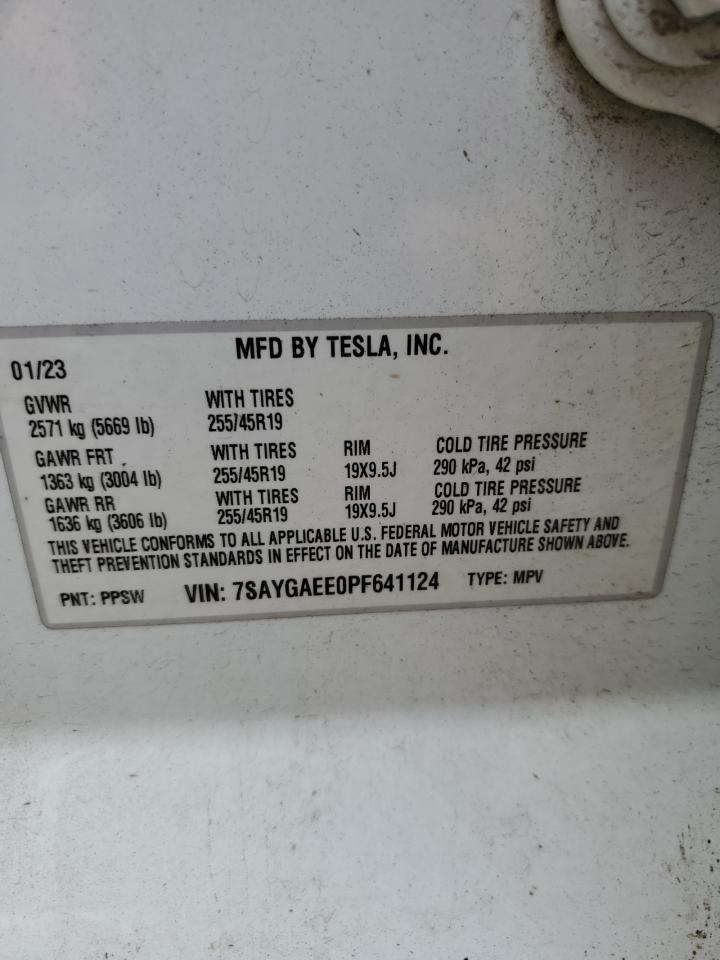 MFD BY TESLA, INC.
01/23
GVWR WITH TIRES
2571 kg (5669 lb) 255/45R19
GAWR FRT WITH TIRES RIM COLD TIRE PRESSURE
1363 kg (3004 lb) 255/45R19 19X9.5J 290 kPa, 42 psi
GAWR RR WITH TIRES RIM COLD TIRE PRESSURE
1636 kg (3606 lb) 255/45R19 19X9.5J 290 kPa, 42 psi
THIS VEHICLE CONFORMS TO ALL APPLICABLE U.S. FEDERAL MOTOR VEHICLE SAFETY AND
THEFT PREVENTION STANDARDS IN EFFECT ON THE DATE OF MANUFACTURE SHOWN ABOVE.
PNT: PPSW VIN: 7SAYGAEE0PF641124 TYPE: MPV